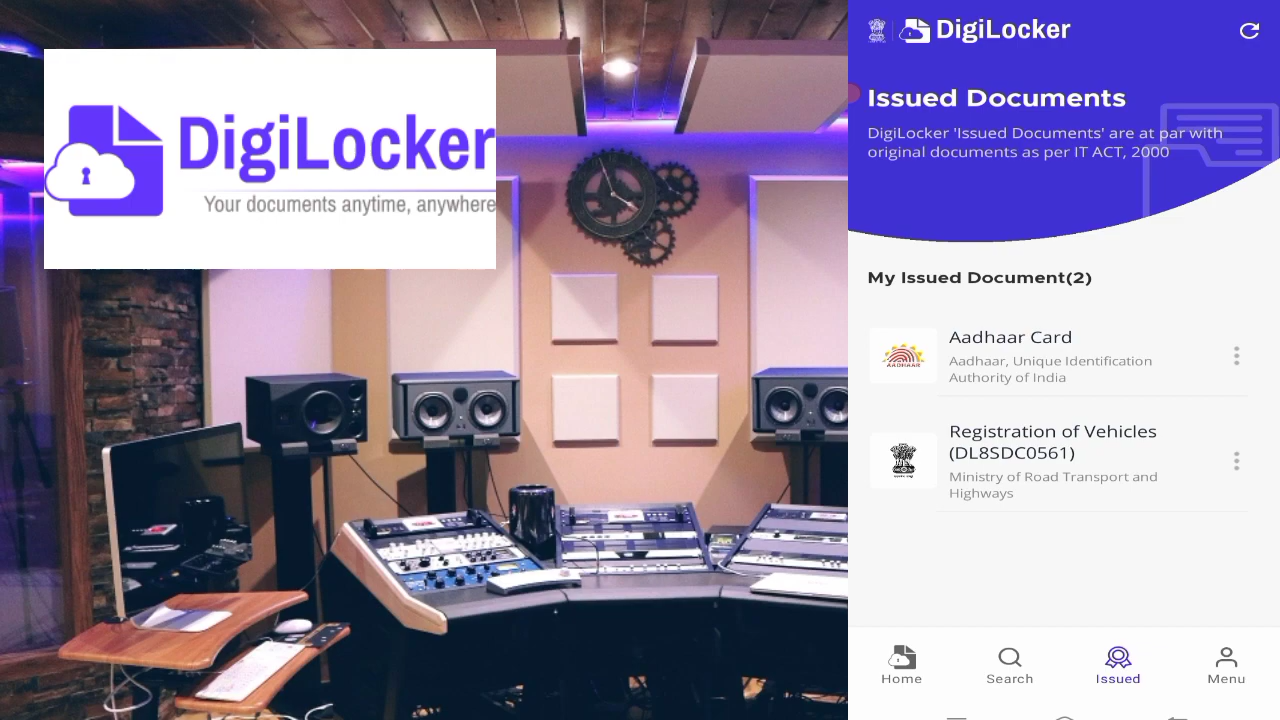 DigiLocker
Your documents anytime, anywhere
DigiLocker
Issued Documents
DigiLocker 'Issued Documents' are at par with
original documents as per IT ACT, 2000
My Issued Document(2)
Aadhaar Card
Aadhaar, Unique Identification
Authority of India
AADHAAR
Registration of Vehicles
(DL8SDC0561)
Ministry of Road Transport and
Highways
Home
Search
Issued
Menu